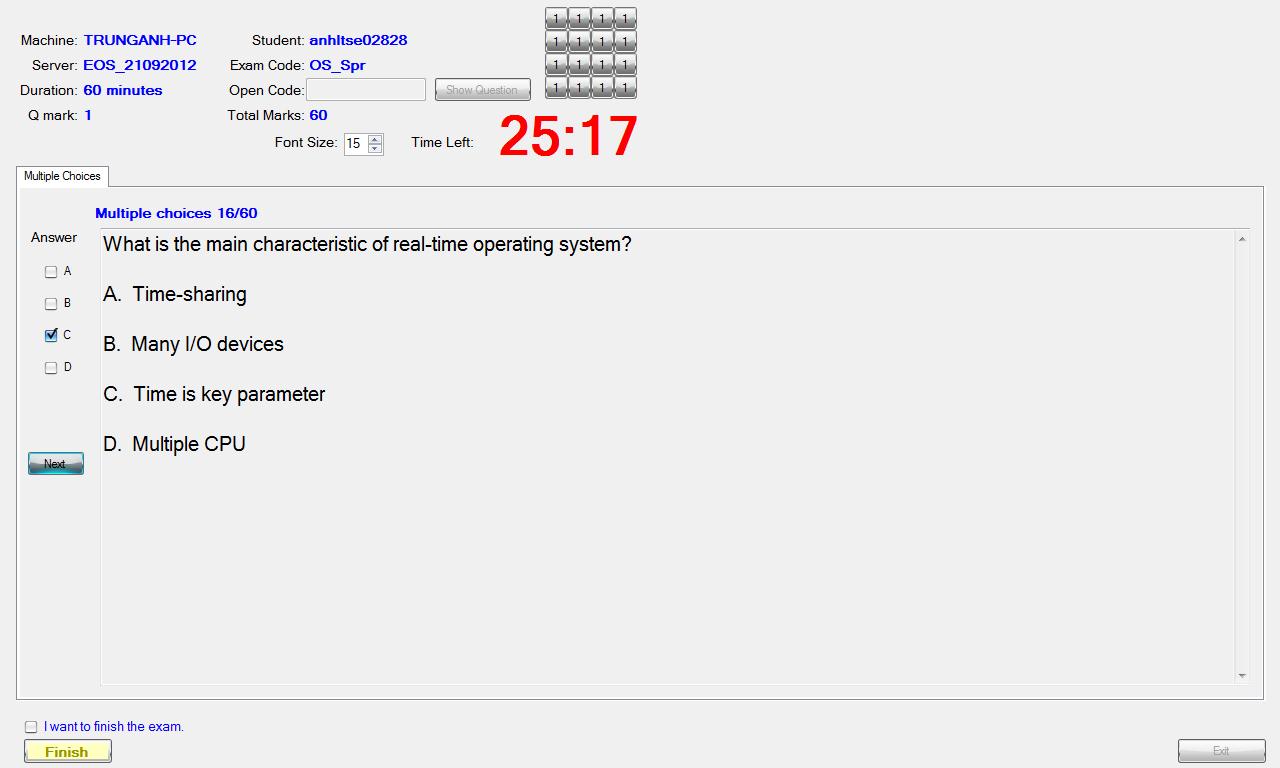 Machine: TRUNGANH-PC Student: anhltse02828
Server: EOS_21092012 Exam Code: OS_Spr
Duration: 60 minutes Open Code: Show Question
Q mark: 1 Total Marks: 60
Font Size: 15 Time Left: 25:17
1 1 1 1
1 1 1 1
1 1 1 1
1 1 1 1
Multiple Choices
Multiple choices 16/60
Answer
A
B
C
D
Next
What is the main characteristic of real-time operating system?
A. Time-sharing
B. Many I/O devices
C. Time is key parameter
D. Multiple CPU
I want to finish the exam.
Finish
Exit